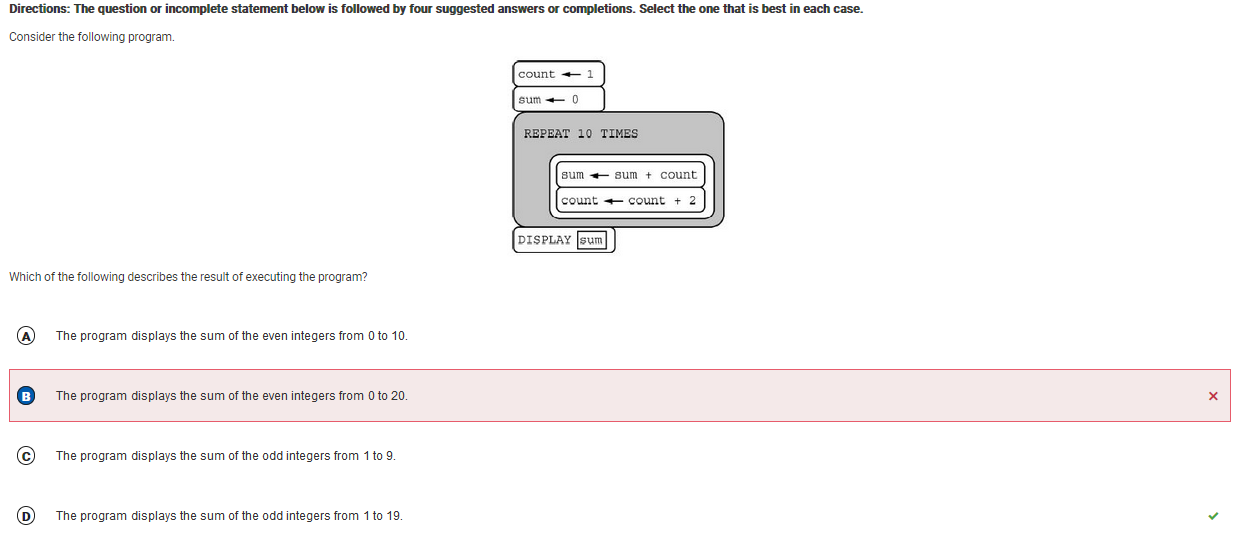 Directions: The question or incomplete statement below is followed by four suggested answers or completions. Select the one that is best in each case.
Consider the following program.
count ← 1
sum ← 0
REPEAT 10 TIMES
sum ← sum + count
count ← count + 2
DISPLAY sum
Which of the following describes the result of executing the program?
A The program displays the sum of the even integers from 0 to 10.
B The program displays the sum of the even integers from 0 to 20.
C The program displays the sum of the odd integers from 1 to 9.
D The program displays the sum of the odd integers from 1 to 19.